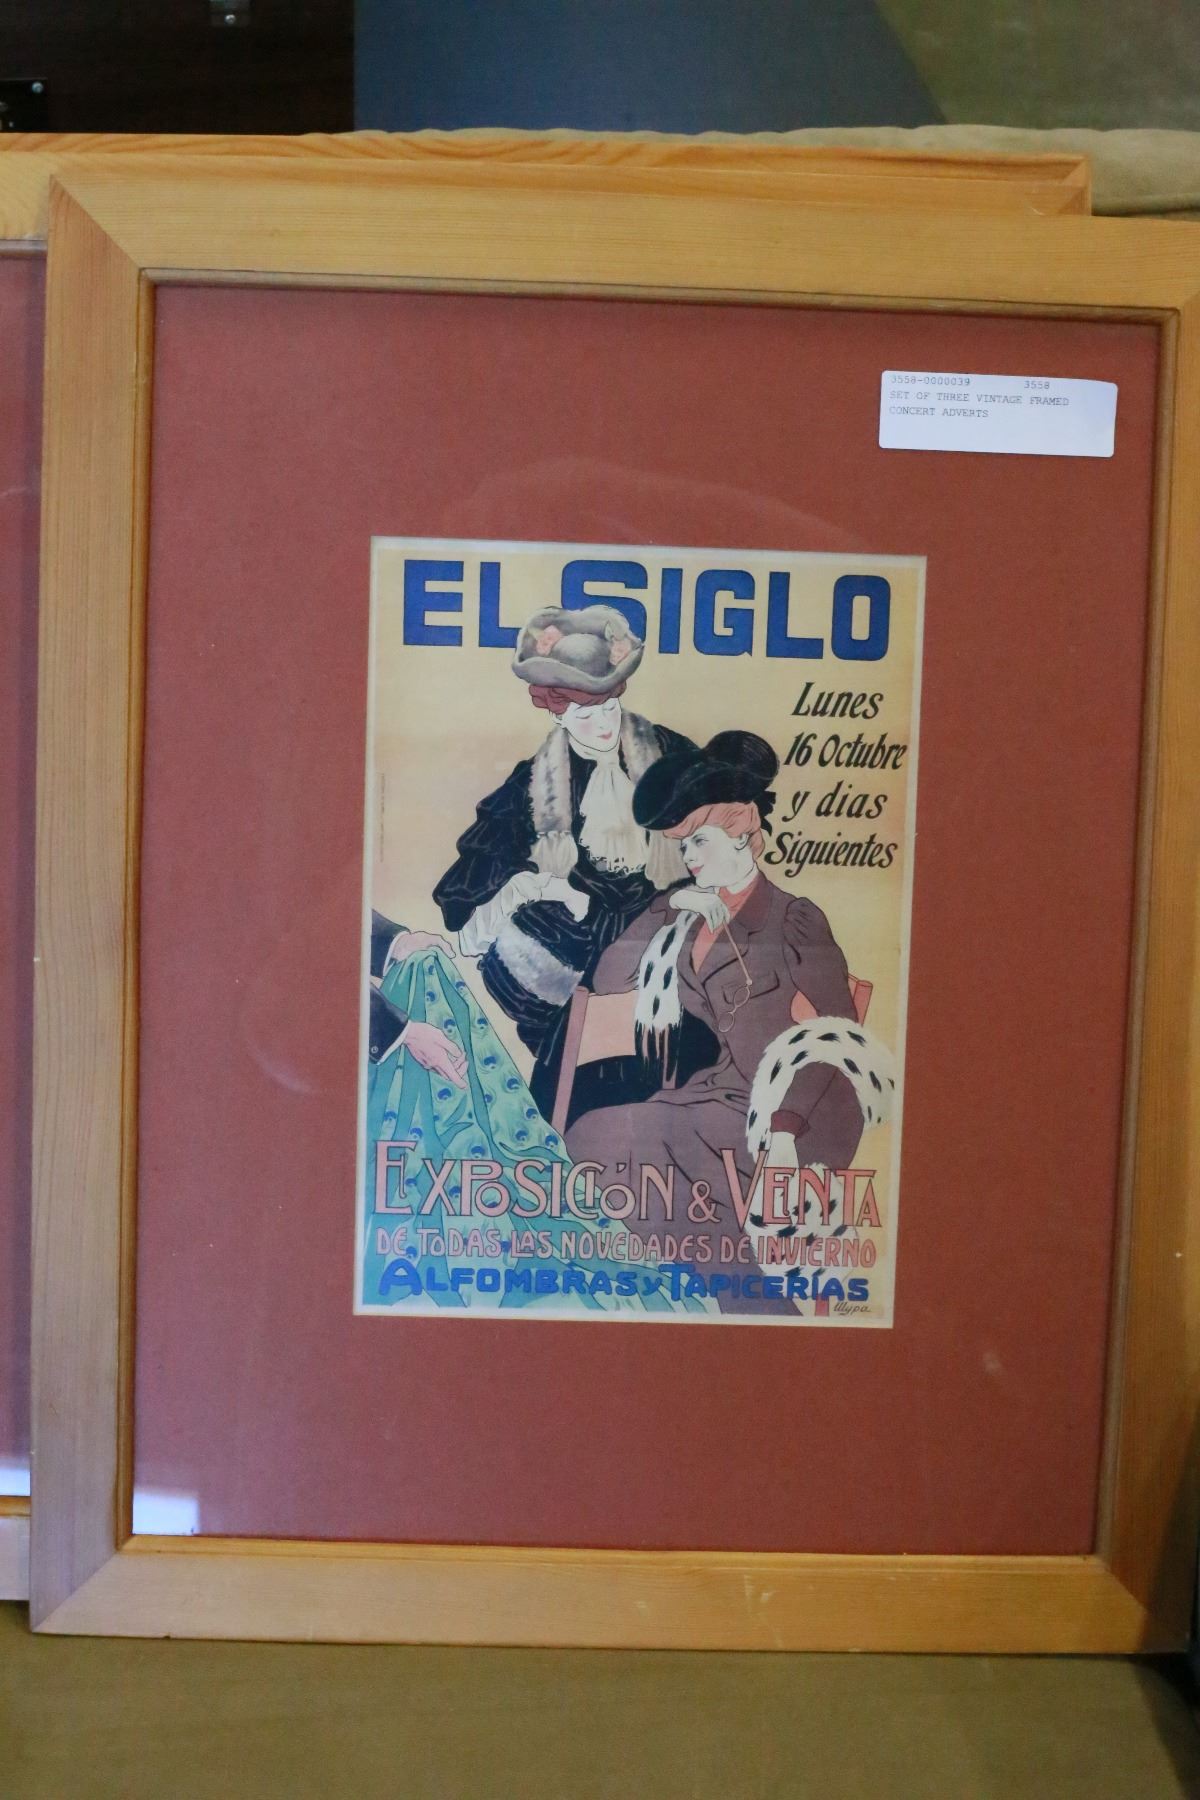 3558-0000039 3558
SET OF THREE VINTAGE FRAMED
CONCERT ADVERTS
EL SIGLO
Lunes
16 Octubre
y dias
Siguientes
EXPOSICIÓN & VENTA
DE TODAS LAS NOVEDADES DE INVIERNO
ALFOMBRAS Y TAPICERÍAS